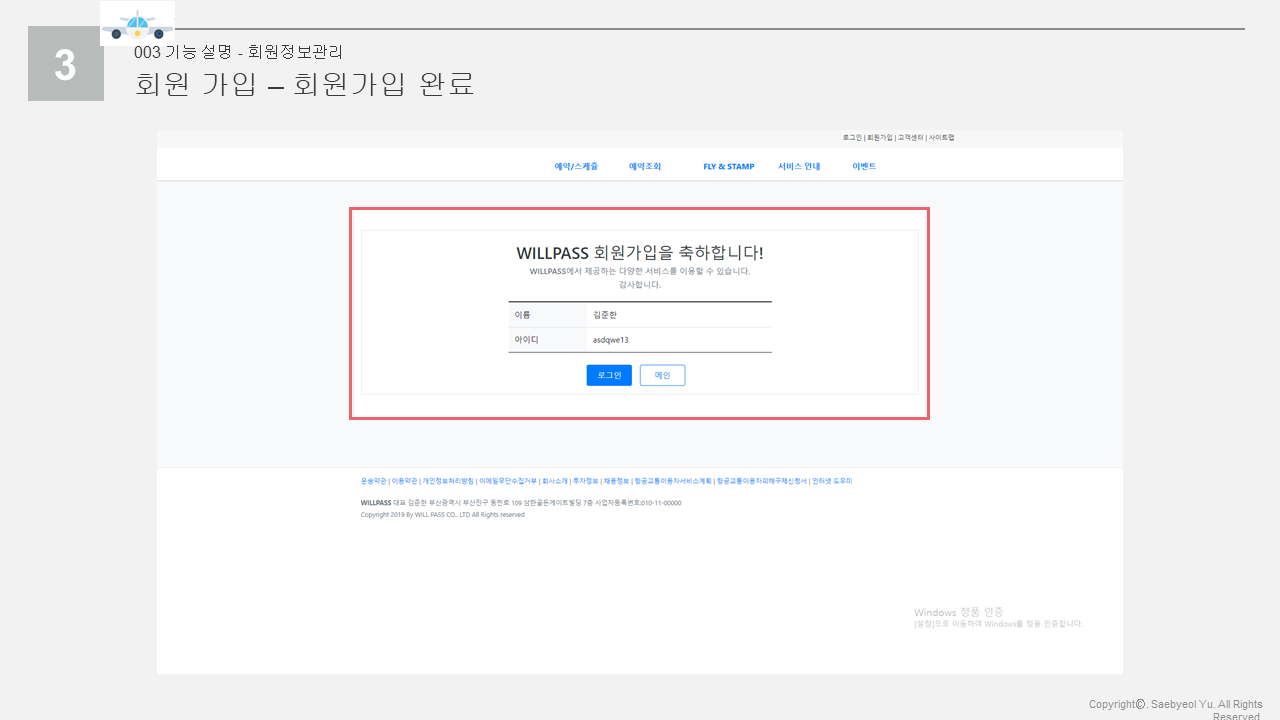 3
003 기능 설명 - 회원정보관리
회원 가입 – 회원가입 완료
로그인 | 회원가입 | 고객센터 | 사이트맵
예약/스케쥴 예약조회 FLY & STAMP 서비스 안내 이벤트
WILLPASS 회원가입을 축하합니다!
WILLPASS에서 제공하는 다양한 서비스를 이용할 수 있습니다.
감사합니다.
이름 김준한
아이디 asdqwe13
로그인 메인
운송약관 | 이용약관 | 개인정보처리방침 | 이메일무단수집거부 | 회사소개 | 투자정보 | 채용정보 | 항공교통이용자서비스계획 | 항공교통이용자피해구제신청서 | 인터넷 도우미
WILLPASS 대표 김준한 부산광역시 부산진구 동천로 109 삼한골든게이트빌딩 7층 사업자등록번호:010-11-00000
Copyright 2019 By WILL PASS CO.. LTD All Rights reserved
Windows 정품 인증
[설정]으로 이동하여 Windows를 정품 인증합니다.
Copyright©. Saebyeol Yu. All Rights
Reserved.